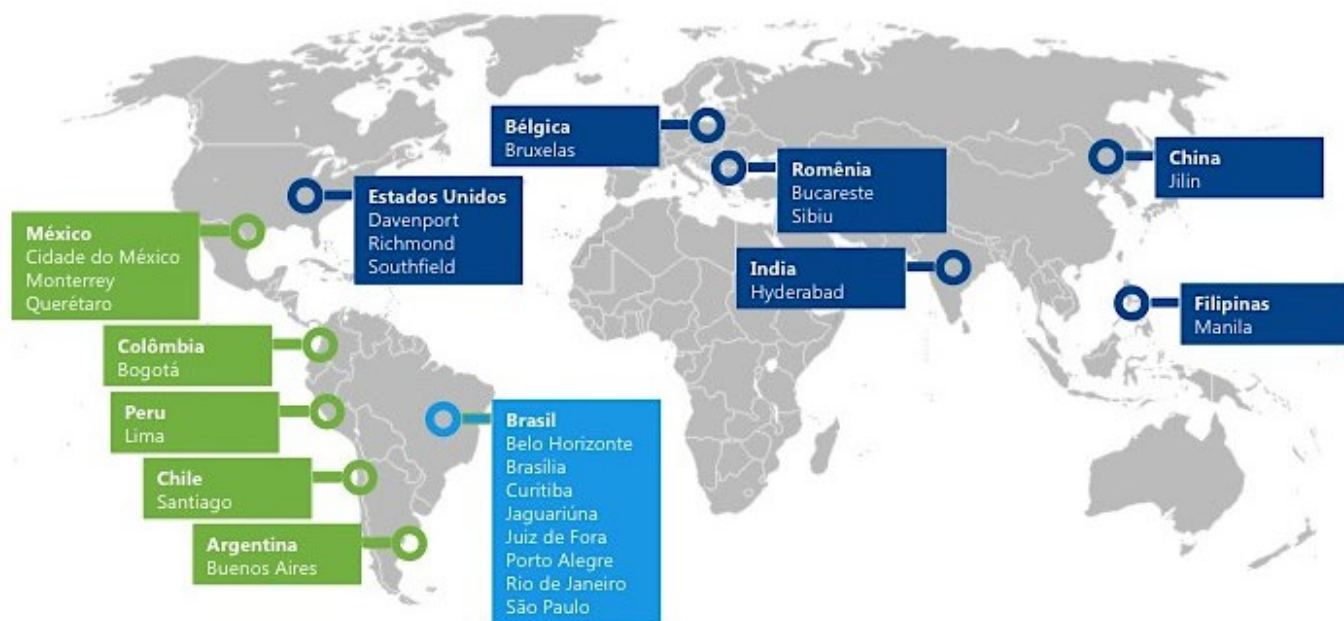 Bélgica
Bruxelas
Romênia
Bucareste
Sibiu
China
Jilin
Estados Unidos
Davenport
Richmond
Southfield
México
Cidade do México
Monterrey
Querétaro
India
Hyderabad
Filipinas
Manila
Colômbia
Bogotá
Peru
Lima
Brasil
Belo Horizonte
Brasília
Curitiba
Jaguariúna
Juiz de Fora
Porto Alegre
Rio de Janeiro
São Paulo
Chile
Santiago
Argentina
Buenos Aires